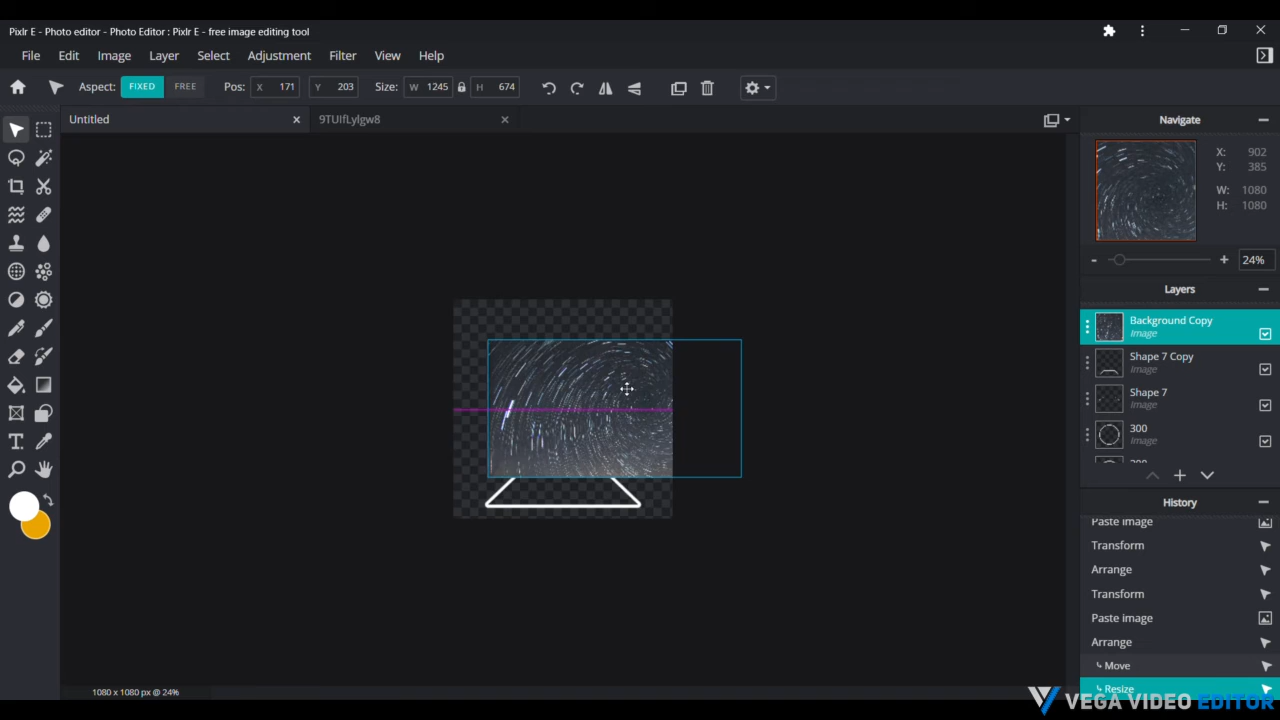 Pixlr E - Photo editor - Photo Editor : Pixlr E - free image editing tool
File Edit Image Layer Select Adjustment Filter View Help
Aspect: FIXED FREE Pos: X 171 Y 203 Size: W 1245 H 674
Untitled 9TUIfLylgw8
Navigate
X: 902
Y: 385
W: 1080
H: 1080
- + 24%
Layers
Background Copy
Image
Shape 7 Copy
Image
Shape 7
Image
300
Image
300
History
Paste image
Transform
Arrange
Transform
Paste image
Arrange
Move
Resize
1080 x 1080 px @ 24%
VEGA VIDEO EDITOR